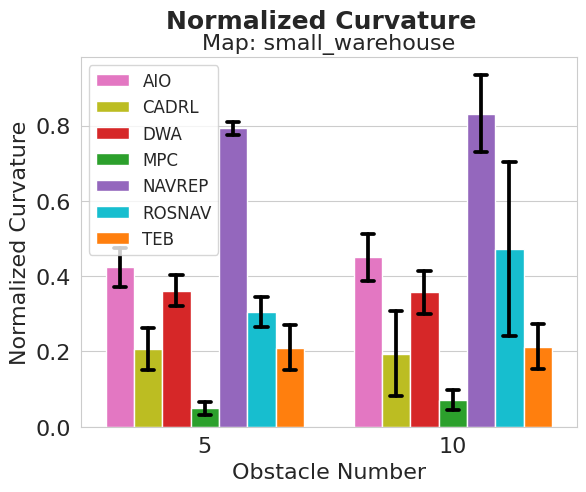 Normalized Curvature
Map: small_warehouse
Normalized Curvature
0.8
0.6
0.4
0.2
0.0
AIO
CADRL
DWA
MPC
NAVREP
ROSNAV
TEB
5
10
Obstacle Number